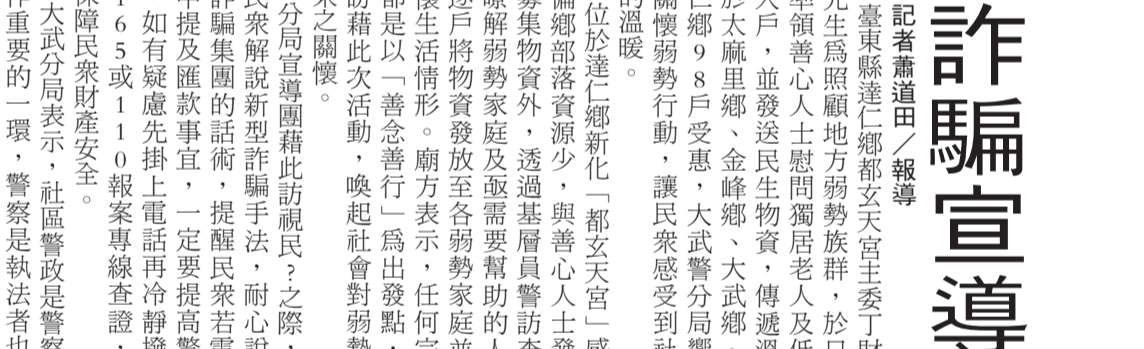 詐騙宣導
記者蕭道田／報導
臺東縣達仁鄉都玄天宮主委丁財
先生為照顧地方弱勢族群，於
率領善心人士慰問獨居老人及低
入戶，並發送民生物資，傳遞溫
於太麻里鄉、金峰鄉、大武鄉、
仁鄉98戶受惠，大武警分局響
關懷弱勢行動，讓民衆感受到社
的溫暖。
位於達仁鄉新化「都玄天宮」感
偏鄉部落資源少，與善心人士發
募集物資外，透過基層員警訪查
瞭解弱勢家庭及亟需要幫助的人
逐戶將物資發放至各弱勢家庭並
懷生活情形。廟方表示，任何宗
都是以「善念善行」為出發點，
盼藉此次活動，喚起社會對弱勢
之關懷。
分局宣導團藉此訪視民?之際，
民衆解說新型詐騙手法，耐心說
詐騙集團的話術，提醒民衆若電
中提及匯款事宜，一定要提高警
，如有疑慮先掛上電話再冷靜撥
165或110報案專線查證，
保障民衆財產安全。
大武分局表示，社區警政是警察
作重要的一環，警察是執法者也